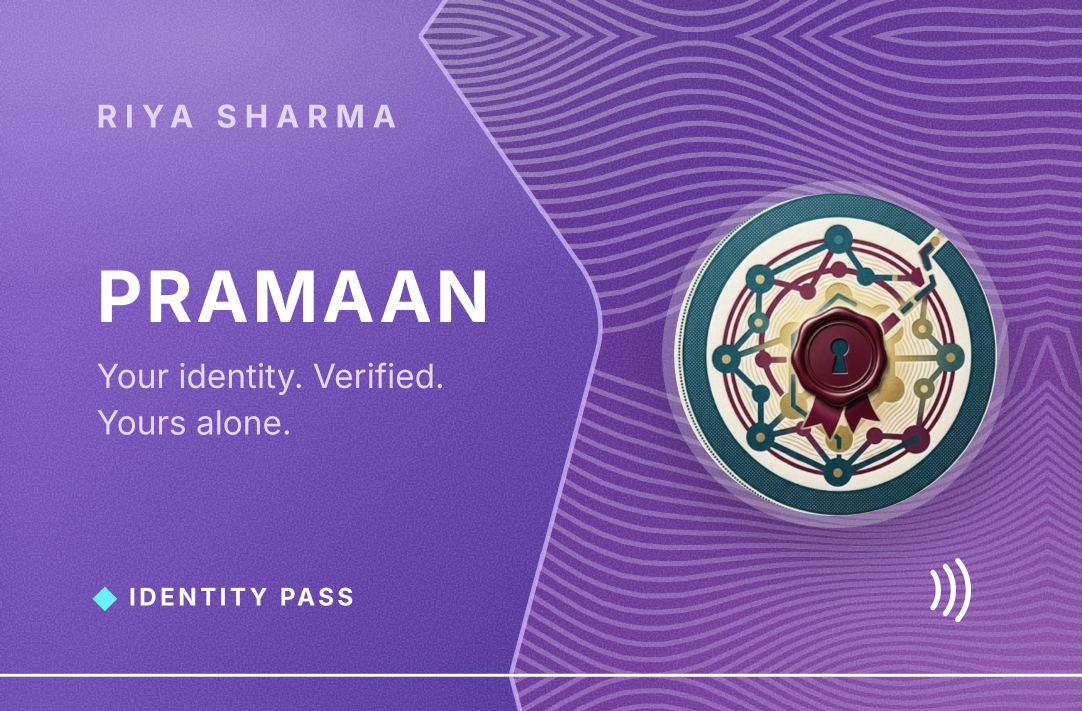 RIYA SHARMA
PRAMAAN
Your identity. Verified.
Yours alone.
IDENTITY PASS